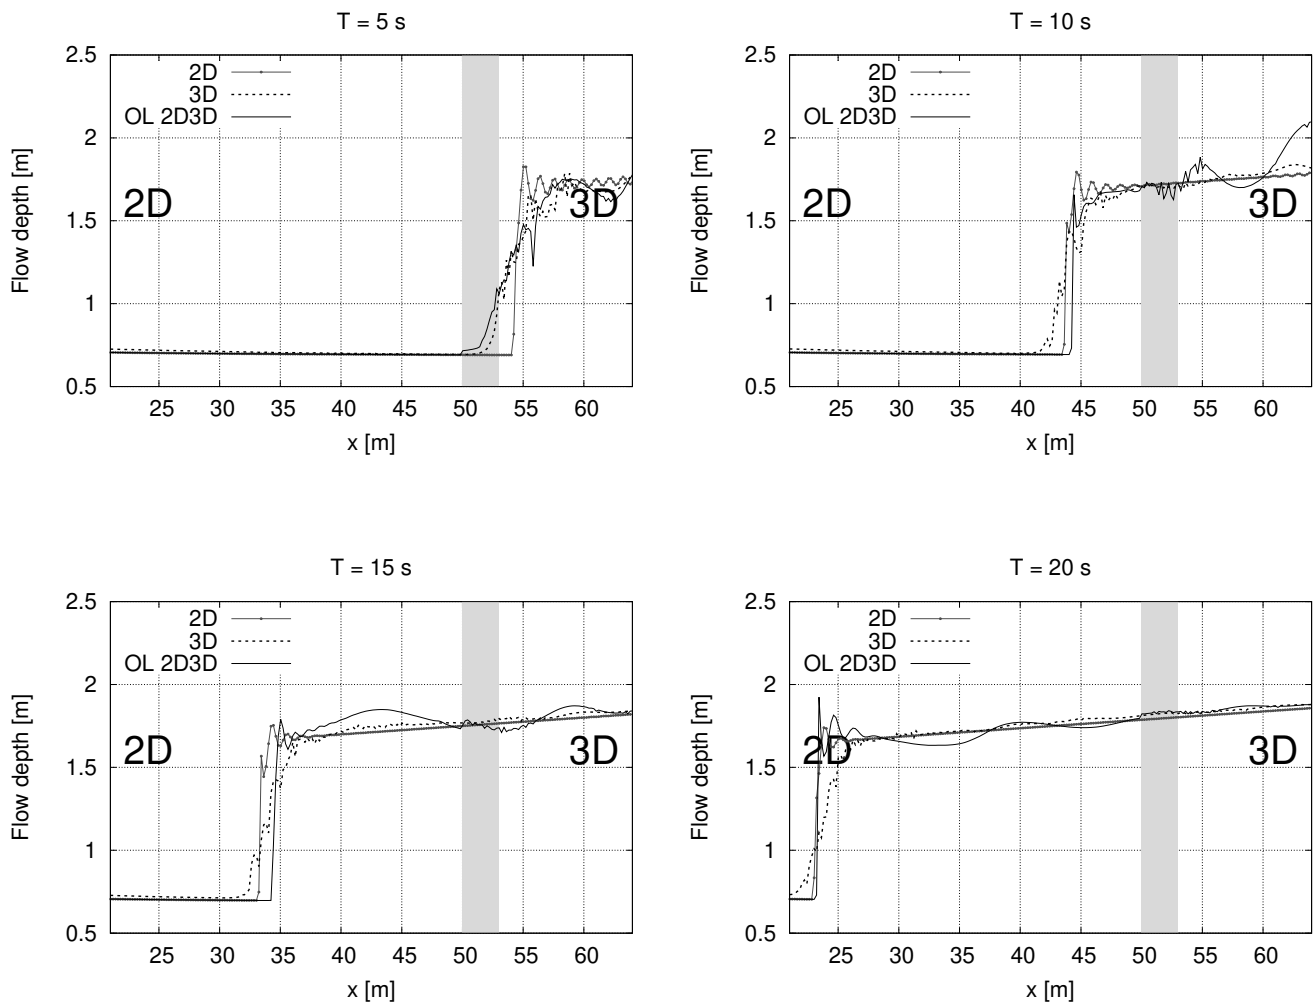 T = 5 s
2.5
2
1.5
1
0.5
Flow depth [m]
2D
3D
OL 2D3D
2D
3D
25 30 35 40 45 50 55 60
x [m]
T = 10 s
2.5
2
1.5
1
0.5
Flow depth [m]
2D
3D
OL 2D3D
2D
3D
25 30 35 40 45 50 55 60
x [m]
T = 15 s
2.5
2
1.5
1
0.5
Flow depth [m]
2D
3D
OL 2D3D
2D
3D
25 30 35 40 45 50 55 60
x [m]
T = 20 s
2.5
2
1.5
1
0.5
Flow depth [m]
2D
3D
OL 2D3D
2D
3D
25 30 35 40 45 50 55 60
x [m]